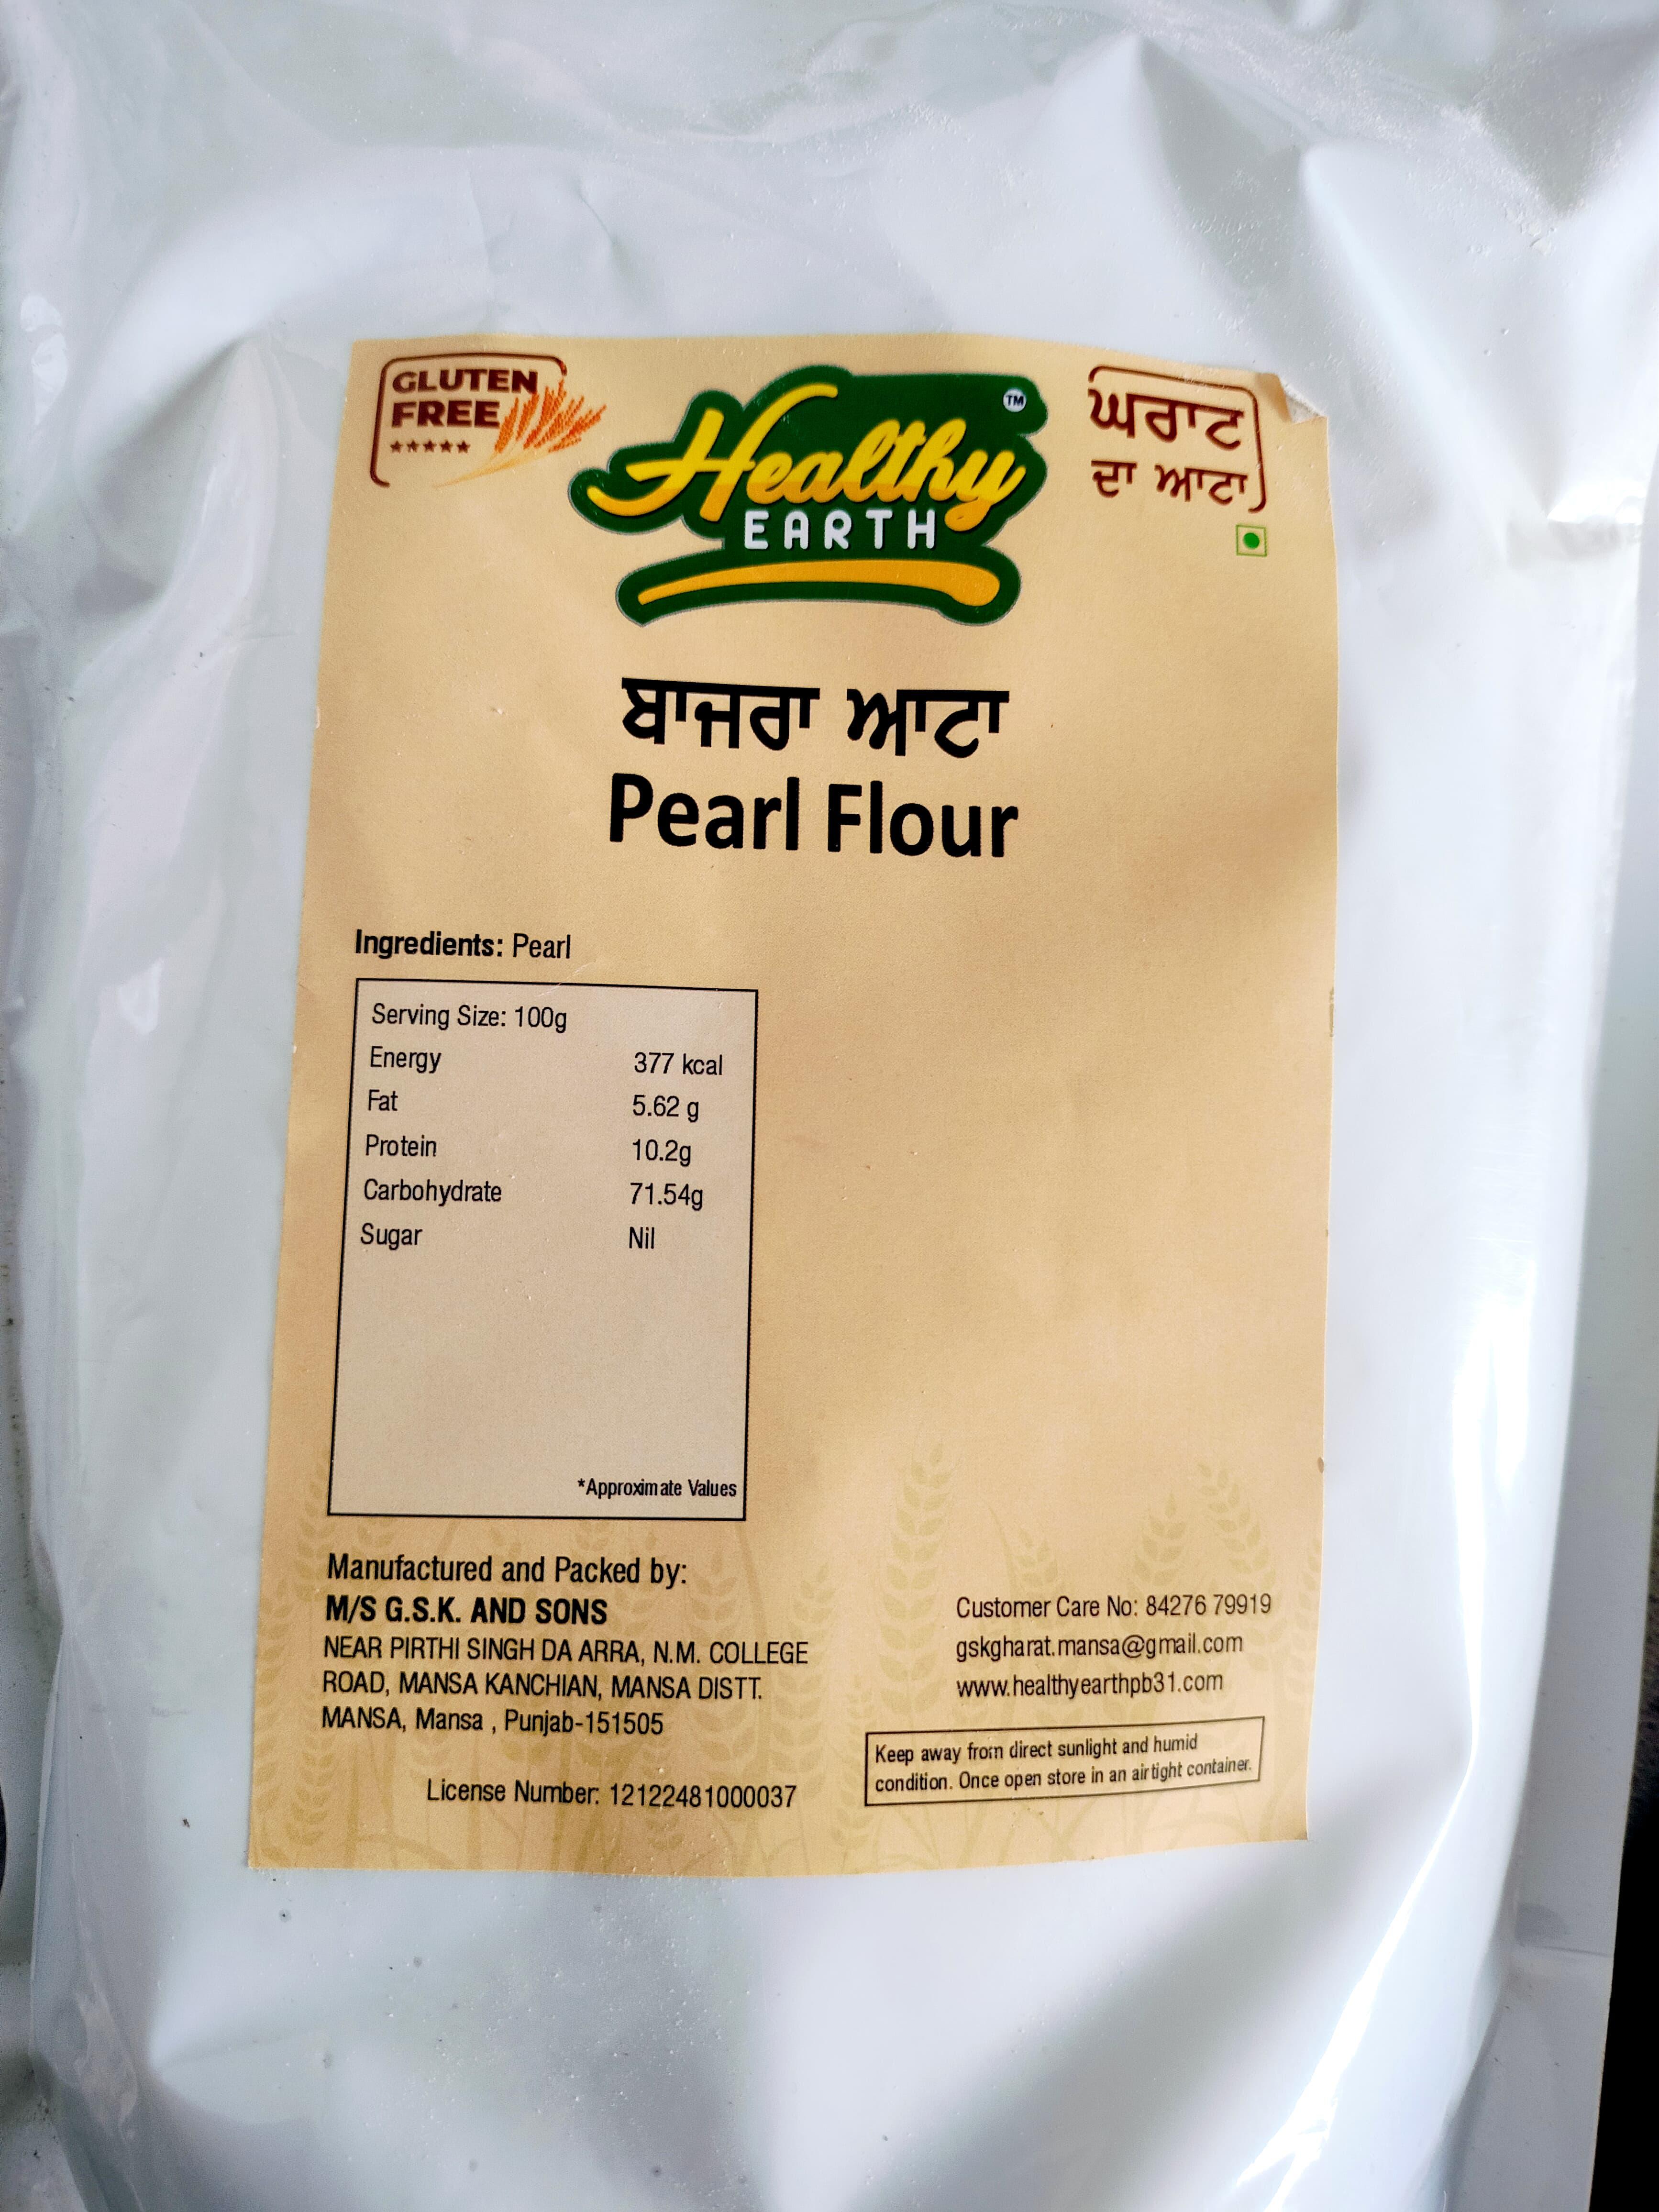 GLUTEN
FREE
★★★★★
Healthy
EARTH
TM
ਘਰਾਟ
ਦਾ ਆਟਾ
ਬਾਜਰਾ ਆਟਾ
Pearl Flour
Ingredients: Pearl
Serving Size: 100g
Energy 377 kcal
Fat 5.62 g
Protein 10.2g
Carbohydrate 71.54g
Sugar Nil
*Approximate Values
Manufactured and Packed by:
M/S G.S.K. AND SONS
NEAR PIRTHI SINGH DA ARRA, N.M. COLLEGE
ROAD, MANSA KANCHIAN, MANSA DISTT.
MANSA, Mansa , Punjab-151505
License Number: 12122481000037
Customer Care No: 84276 79919
gskgharat.mansa@gmail.com
www.healthyearthpb31.com
Keep away from direct sunlight and humid
condition. Once open store in an airtight container.